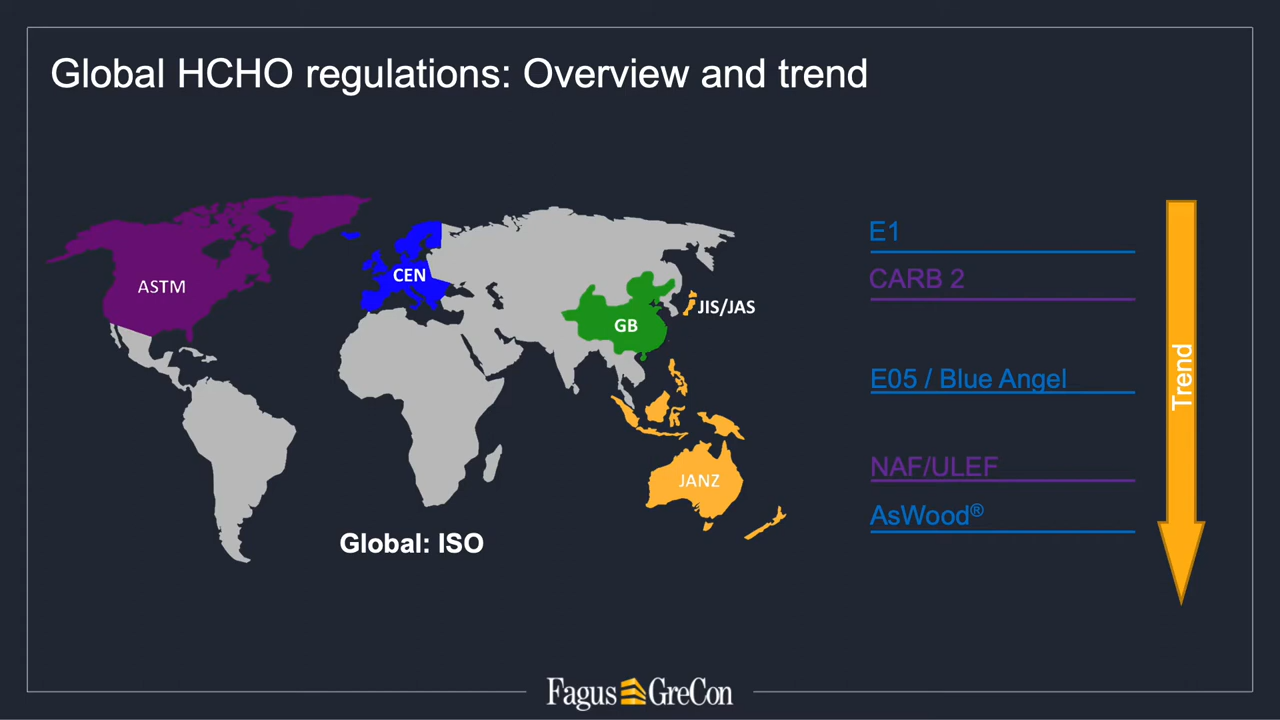 Global HCHO regulations: Overview and trend
ASTM
CEN
GB
JIS/JAS
JANZ
Global: ISO
E1
CARB 2
E05 / Blue Angel
NAF/ULEF
AsWood®
Trend
Fagus GreCon